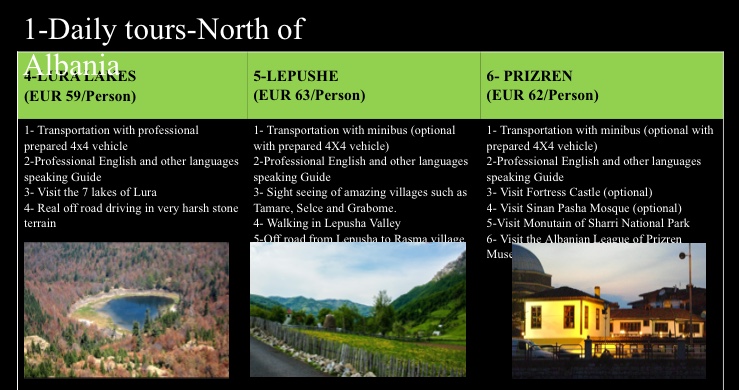 1-Daily tours-North of
Albania
4-LURA LAKES
(EUR 59/Person)
1- Transportation with professional
prepared 4x4 vehicle
2-Professional English and other languages
speaking Guide
3- Visit the 7 lakes of Lura
4- Real off road driving in very harsh stone
terrain
5-LEPUSHE
(EUR 63/Person)
1- Transportation with minibus (optional
with prepared 4X4 vehicle)
2-Professional English and other languages
speaking Guide
3- Sight seeing of amazing villages such as
Tamare, Selce and Grabome.
4- Walking in Lepusha Valley
5-Off road from Lepusha to Rasma village
6- PRIZREN
(EUR 62/Person)
1- Transportation with minibus (optional with
prepared 4X4 vehicle)
2-Professional English and other languages
speaking Guide
3- Visit Fortress Castle (optional)
4- Visit Sinan Pasha Mosque (optional)
5-Visit Monutain of Sharri National Park
6- Visit the Albanian League of Prizren